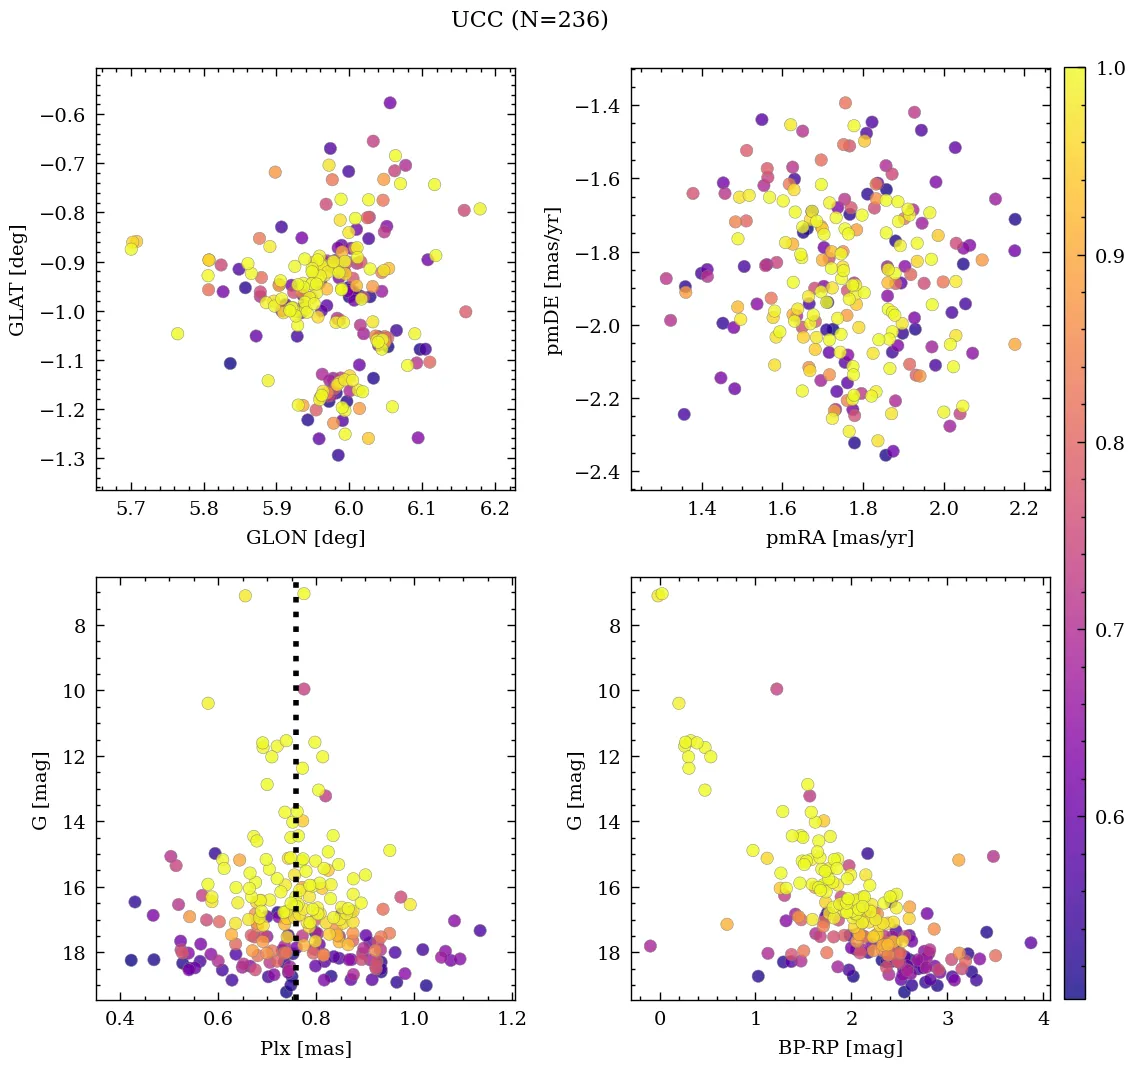 UCC (N=236)
−0.6
−0.7
−0.8
−0.9
−1.0
−1.1
−1.2
−1.3
GLAT [deg]
5.7 5.8 5.9 6.0 6.1 6.2
GLON [deg]
−1.4
−1.6
−1.8
−2.0
−2.2
−2.4
pmDE [mas/yr]
1.4 1.6 1.8 2.0 2.2
pmRA [mas/yr]
8
10
12
14
16
18
G [mag]
0.4 0.6 0.8 1.0 1.2
Plx [mas]
8
10
12
14
16
18
G [mag]
0 1 2 3 4
BP-RP [mag]
1.0
0.9
0.8
0.7
0.6